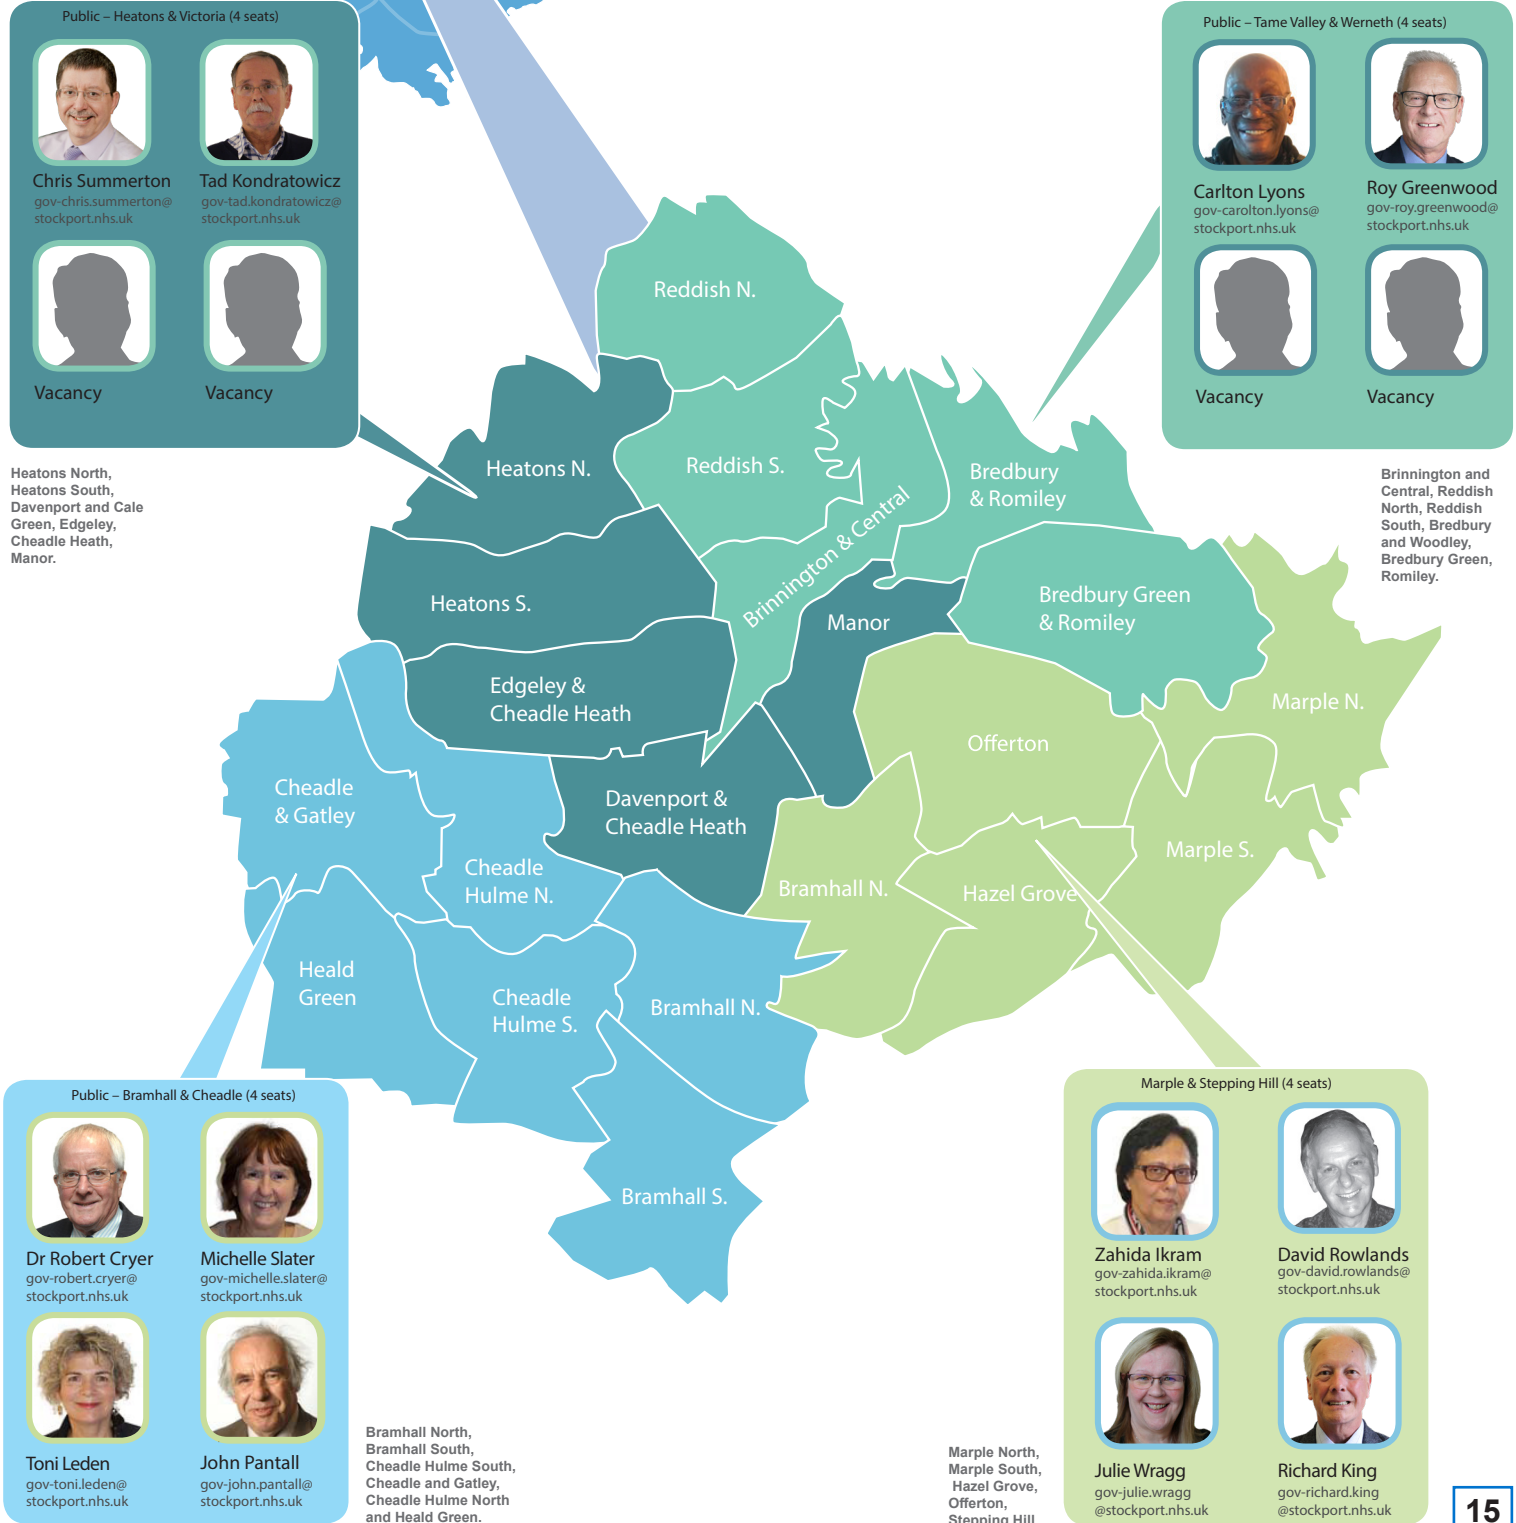 Public – Heatons & Victoria (4 seats)
Chris Summerton
gov-chris.summerton@
stockport.nhs.uk
Tad Kondratowicz
gov-tad.kondratowicz@
stockport.nhs.uk
Vacancy
Vacancy
Heatons North,
Heatons South,
Davenport and Cale
Green, Edgeley,
Cheadle Heath,
Manor.
Public – Tame Valley & Werneth (4 seats)
Carlton Lyons
gov-carolton.lyons@
stockport.nhs.uk
Roy Greenwood
gov-roy.greenwood@
stockport.nhs.uk
Vacancy
Vacancy
Brinnington and
Central, Reddish
North, Reddish
South, Bredbury
and Woodley,
Bredbury Green,
Romiley.
Reddish N.
Heatons N.
Reddish S.
Bredbury
& Romiley
Brinnington & Central
Heatons S.
Manor
Bredbury Green
& Romiley
Edgeley &
Cheadle Heath
Marple N.
Offerton
Cheadle
& Gatley
Davenport &
Cheadle Heath
Marple S.
Cheadle
Hulme N.
Bramhall N.
Hazel Grove
Heald
Green
Cheadle
Hulme S.
Bramhall N.
Bramhall S.
Public – Bramhall & Cheadle (4 seats)
Dr Robert Cryer
gov-robert.cryer@
stockport.nhs.uk
Michelle Slater
gov-michelle.slater@
stockport.nhs.uk
Toni Leden
gov-toni.leden@
stockport.nhs.uk
John Pantall
gov-john.pantall@
stockport.nhs.uk
Bramhall North,
Bramhall South,
Cheadle Hulme South,
Cheadle and Gatley,
Cheadle Hulme North
and Heald Green.
Marple & Stepping Hill (4 seats)
Zahida Ikram
gov-zahida.ikram@
stockport.nhs.uk
David Rowlands
gov-david.rowlands@
stockport.nhs.uk
Julie Wragg
gov-julie.wragg
@stockport.nhs.uk
Richard King
gov-richard.king
@stockport.nhs.uk
Marple North,
Marple South,
Hazel Grove,
Offerton,
Stepping Hill
15